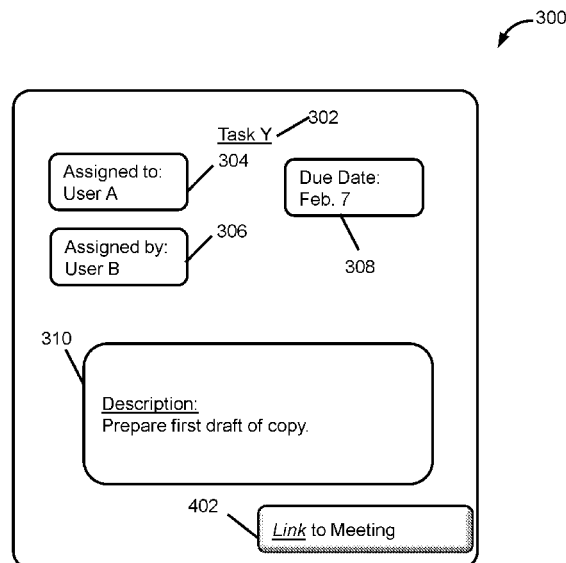 300
Task Y
302
Assigned to:
User A
304
Due Date:
Feb. 7
Assigned by:
User B
306
308
310
Description:
Prepare first draft of copy.
402
Link to Meeting